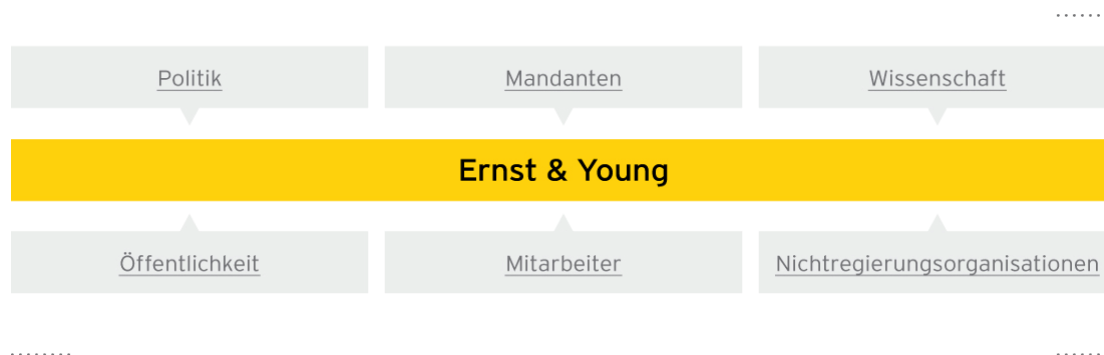 Politik
Mandanten
Wissenschaft
Ernst & Young
Öffentlichkeit
Mitarbeiter
Nichtregierungsorganisationen